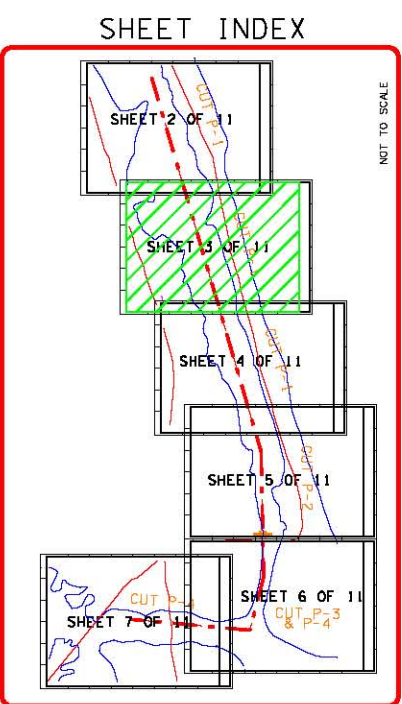 SHEET INDEX
NOT TO SCALE
CUT P-1
SHEET 2 OF 11
CUT P-1
SHEET 3 OF 11
CUT P-1
SHEET 4 OF 11
CUT P-2
SHEET 5 OF 11
SHEET 6 OF 11
CUT P-3
& P-4
CUT P-4
SHEET 7 OF 11